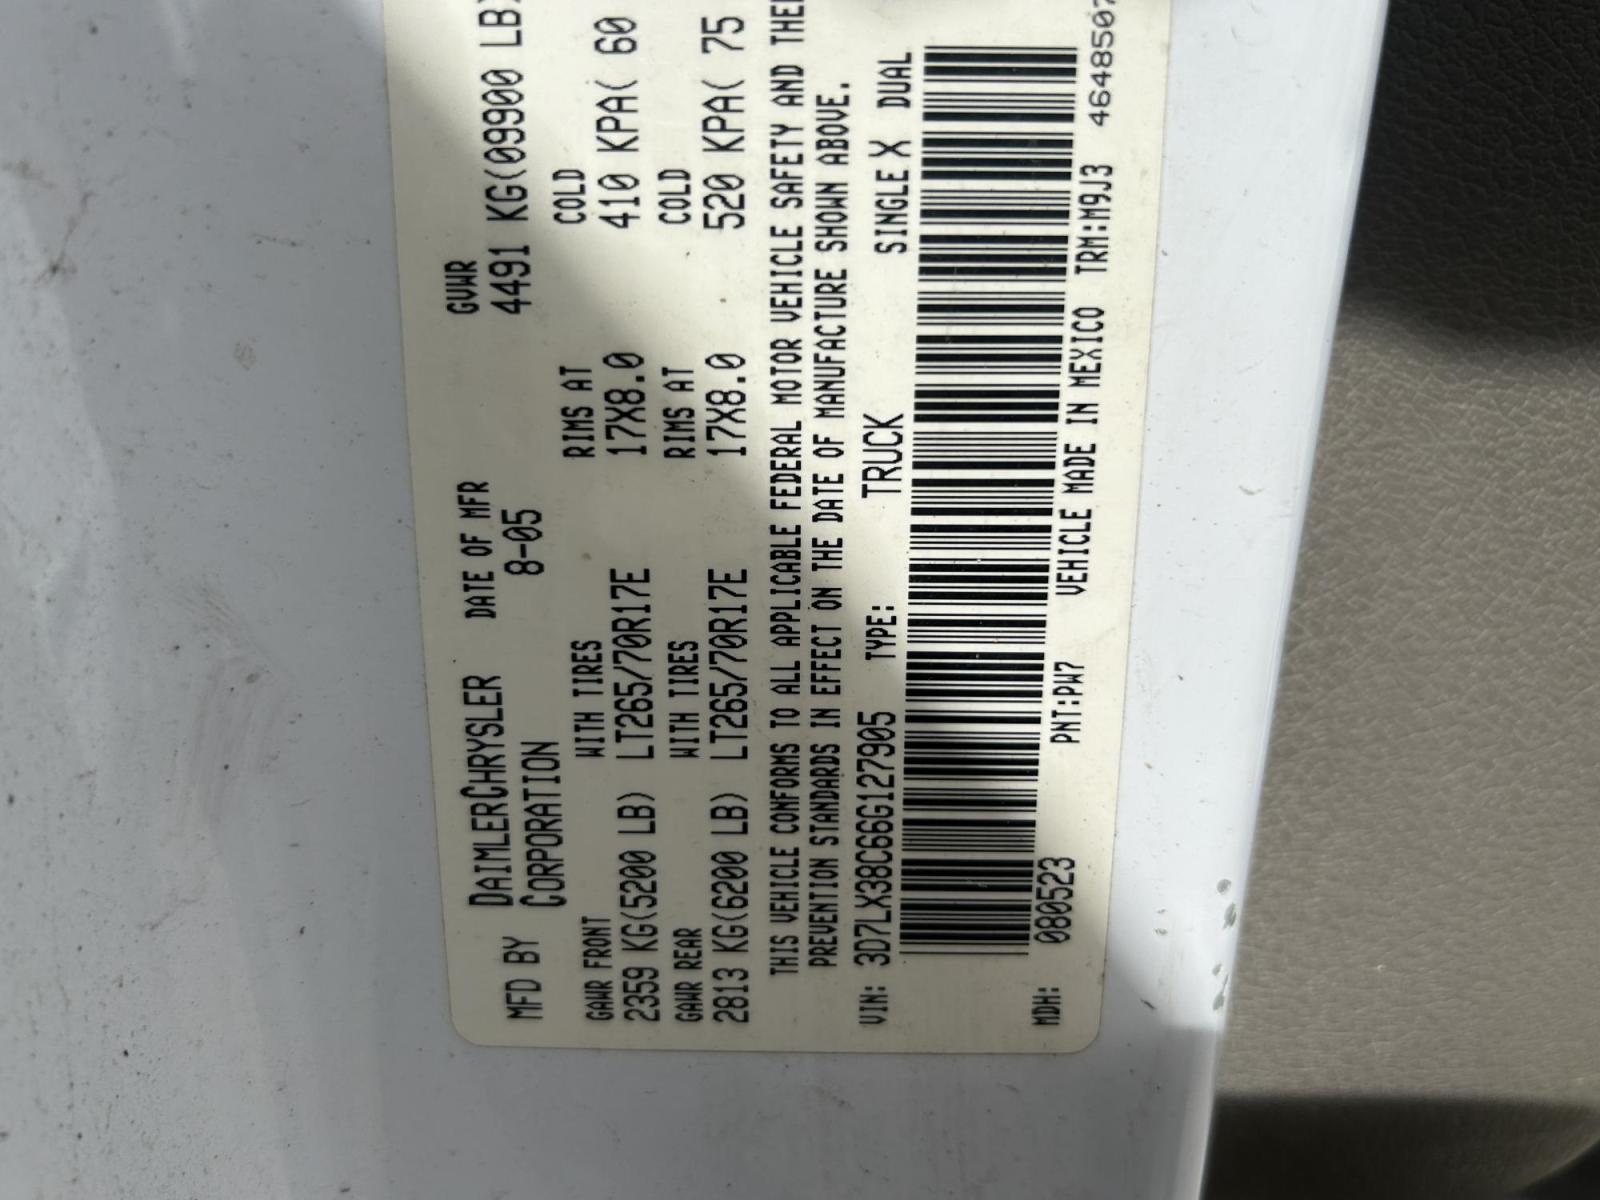 MFD BY DAIMLERCHRYSLER CORPORATION DATE OF MFR 8-05 GVWR 4491 KG(09900 LB)
GAWR FRONT WITH TIRES RIMS AT COLD
2359 KG(5200 LB) LT265/70R17E 17X8.0 410 KPA( 60
GAWR REAR WITH TIRES RIMS AT COLD
2813 KG(6200 LB) LT265/70R17E 17X8.0 520 KPA( 75
THIS VEHICLE CONFORMS TO ALL APPLICABLE FEDERAL MOTOR VEHICLE SAFETY AND
PREVENTION STANDARDS IN EFFECT ON THE DATE OF MANUFACTURE SHOWN ABOVE.
VIN: 3D7LX38C66G127905 TYPE: TRUCK SINGLE X DUAL
MDH: 080523 PNT:PW7 VEHICLE MADE IN MEXICO TRM:M9J3 4648507